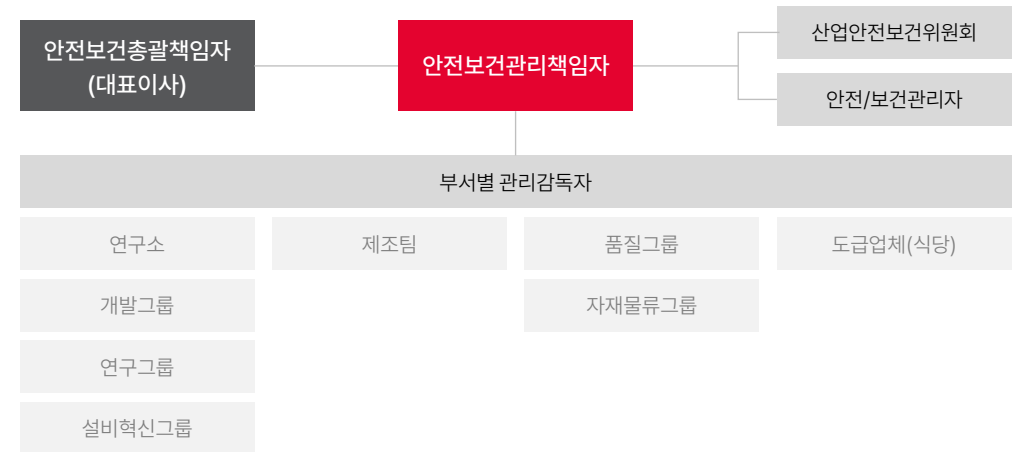 안전보건총괄책임자
(대표이사)
안전보건관리책임자
산업안전보건위원회
안전/보건관리자
부서별 관리감독자
연구소
제조팀
품질그룹
도급업체(식당)
개발그룹
자재물류그룹
연구그룹
설비혁신그룹